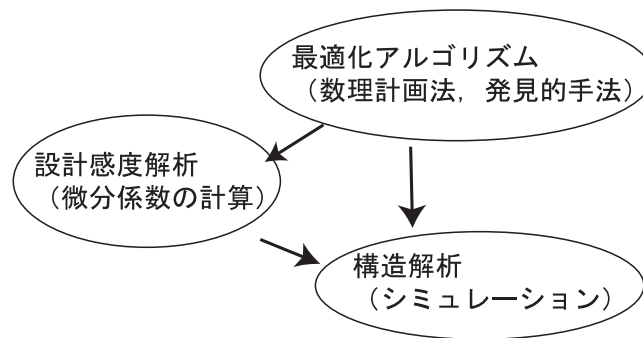 最適化アルゴリズム
（数理計画法，発見的手法）
設計感度解析
（微分係数の計算）
構造解析
（シミュレーション）